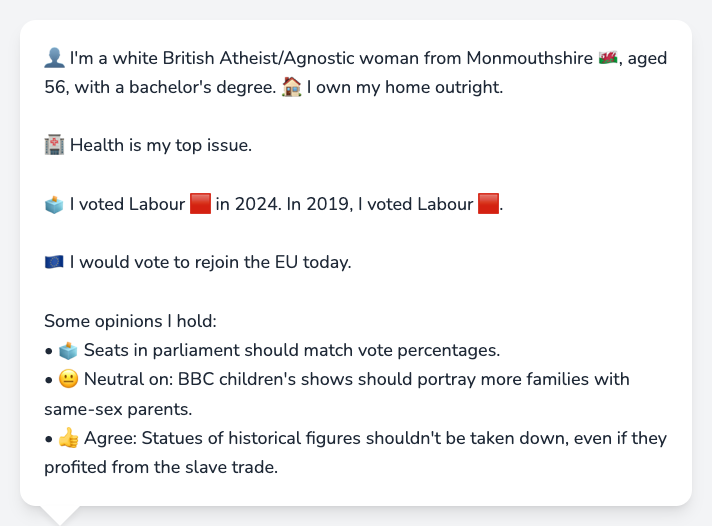 👤 I'm a white British Atheist/Agnostic woman from Monmouthshire 🏴󠁧󠁢󠁷󠁬󠁳󠁿, aged
56, with a bachelor's degree. 🏠 I own my home outright.
🏥 Health is my top issue.
🗳️ I voted Labour 🟥 in 2024. In 2019, I voted Labour 🟥.
🇪🇺 I would vote to rejoin the EU today.
Some opinions I hold:
• 🗳️ Seats in parliament should match vote percentages.
• 😐 Neutral on: BBC children's shows should portray more families with
same-sex parents.
• 👍 Agree: Statues of historical figures shouldn't be taken down, even if they
profited from the slave trade.